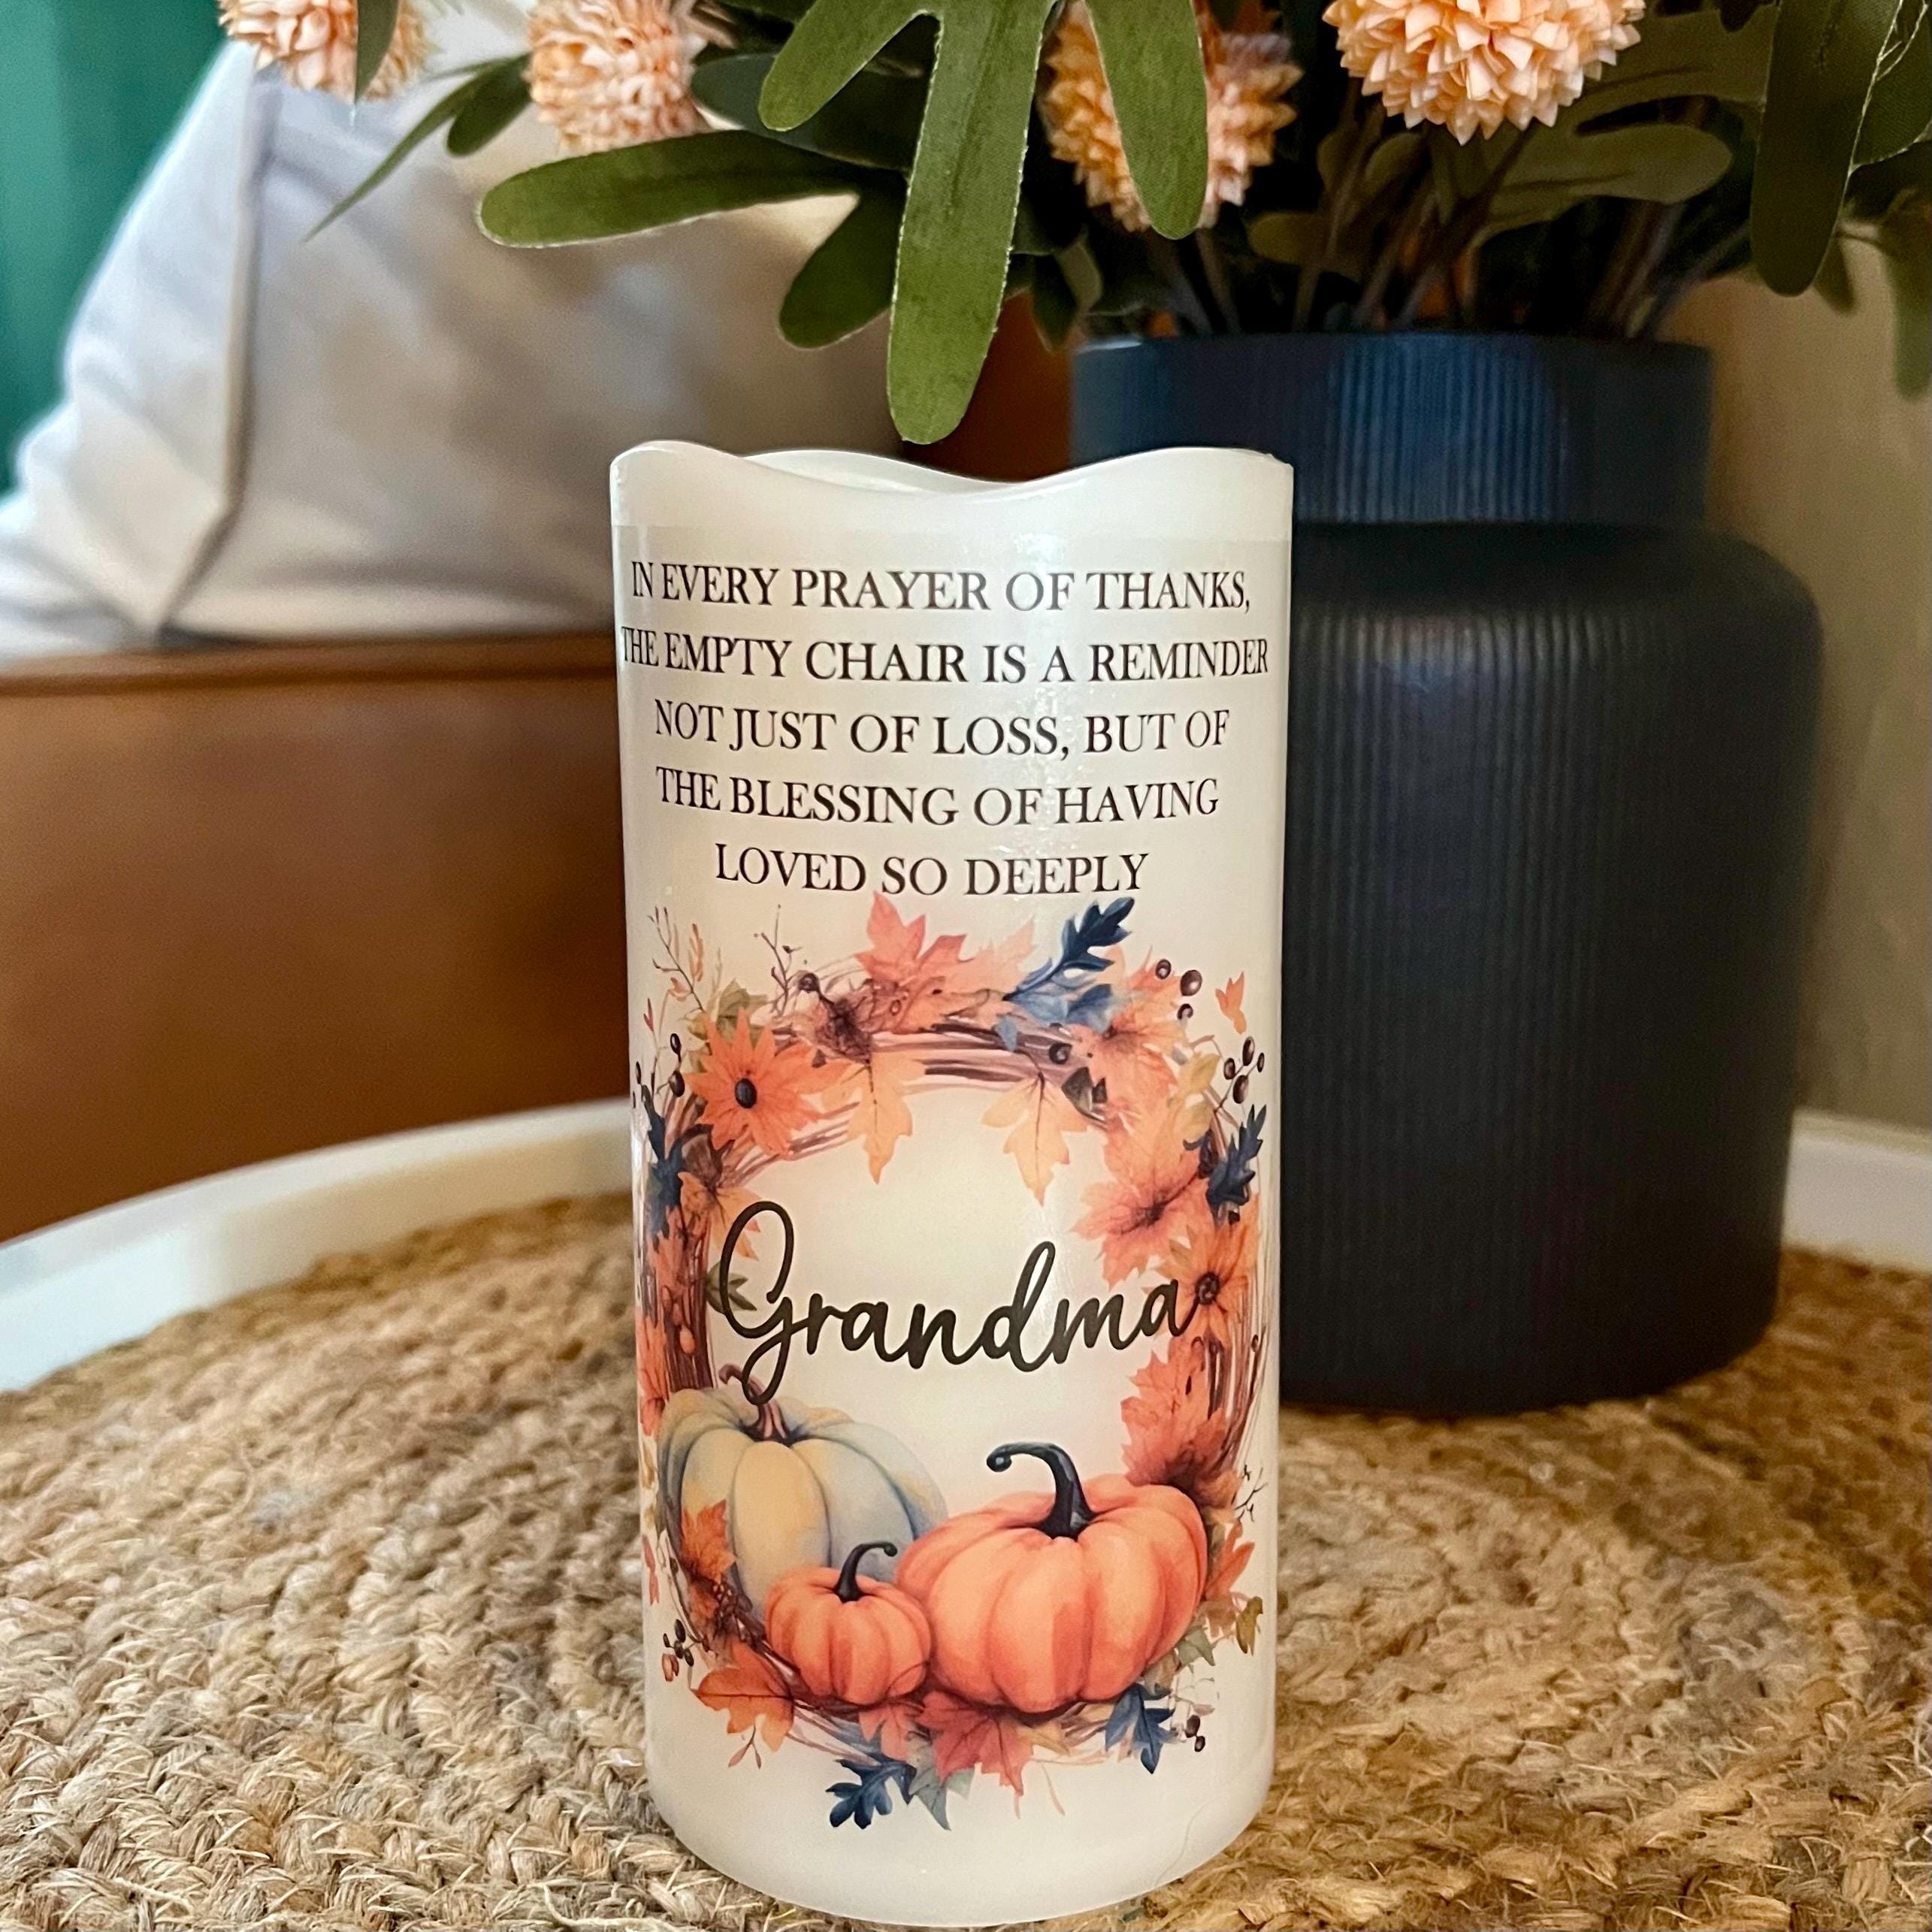 IN EVERY PRAYER OF THANKS,
THE EMPTY CHAIR IS A REMINDER
NOT JUST OF LOSS, BUT OF
THE BLESSING OF HAVING
LOVED SO DEEPLY
Grandma